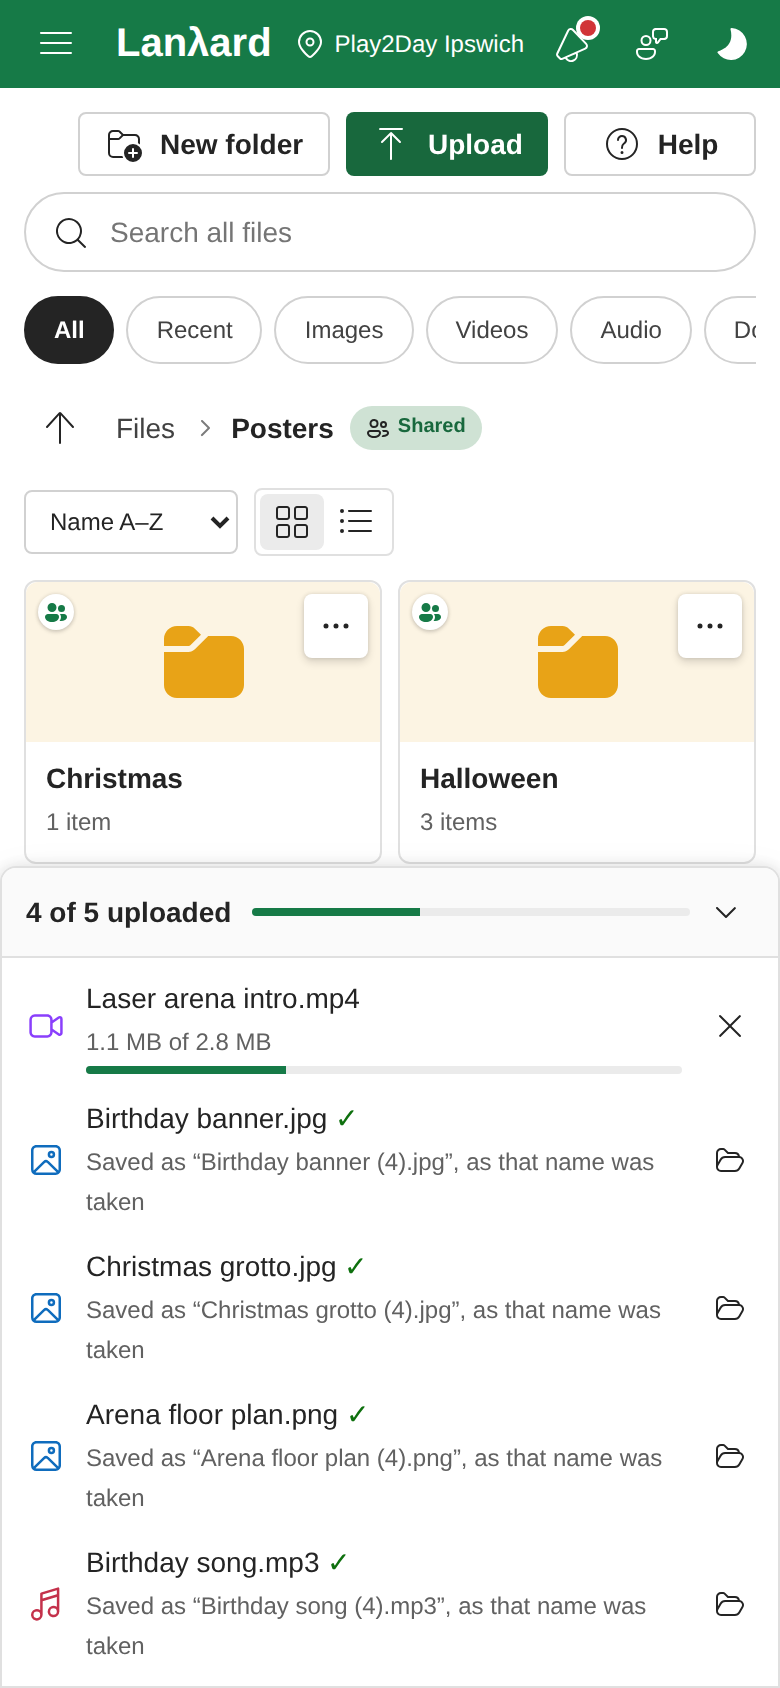 Lanλard
Play2Day Ipswich
New folder
Upload
Help
Search all files
All
Recent
Images
Videos
Audio
Files
Posters
Shared
Name A–Z
Christmas
1 item
Halloween
3 items
4 of 5 uploaded
Laser arena intro.mp4
1.1 MB of 2.8 MB
Birthday banner.jpg ✓
Saved as “Birthday banner (4).jpg”, as that name was
taken
Christmas grotto.jpg ✓
Saved as “Christmas grotto (4).jpg”, as that name was
taken
Arena floor plan.png ✓
Saved as “Arena floor plan (4).png”, as that name was
taken
Birthday song.mp3 ✓
Saved as “Birthday song (4).mp3”, as that name was
taken